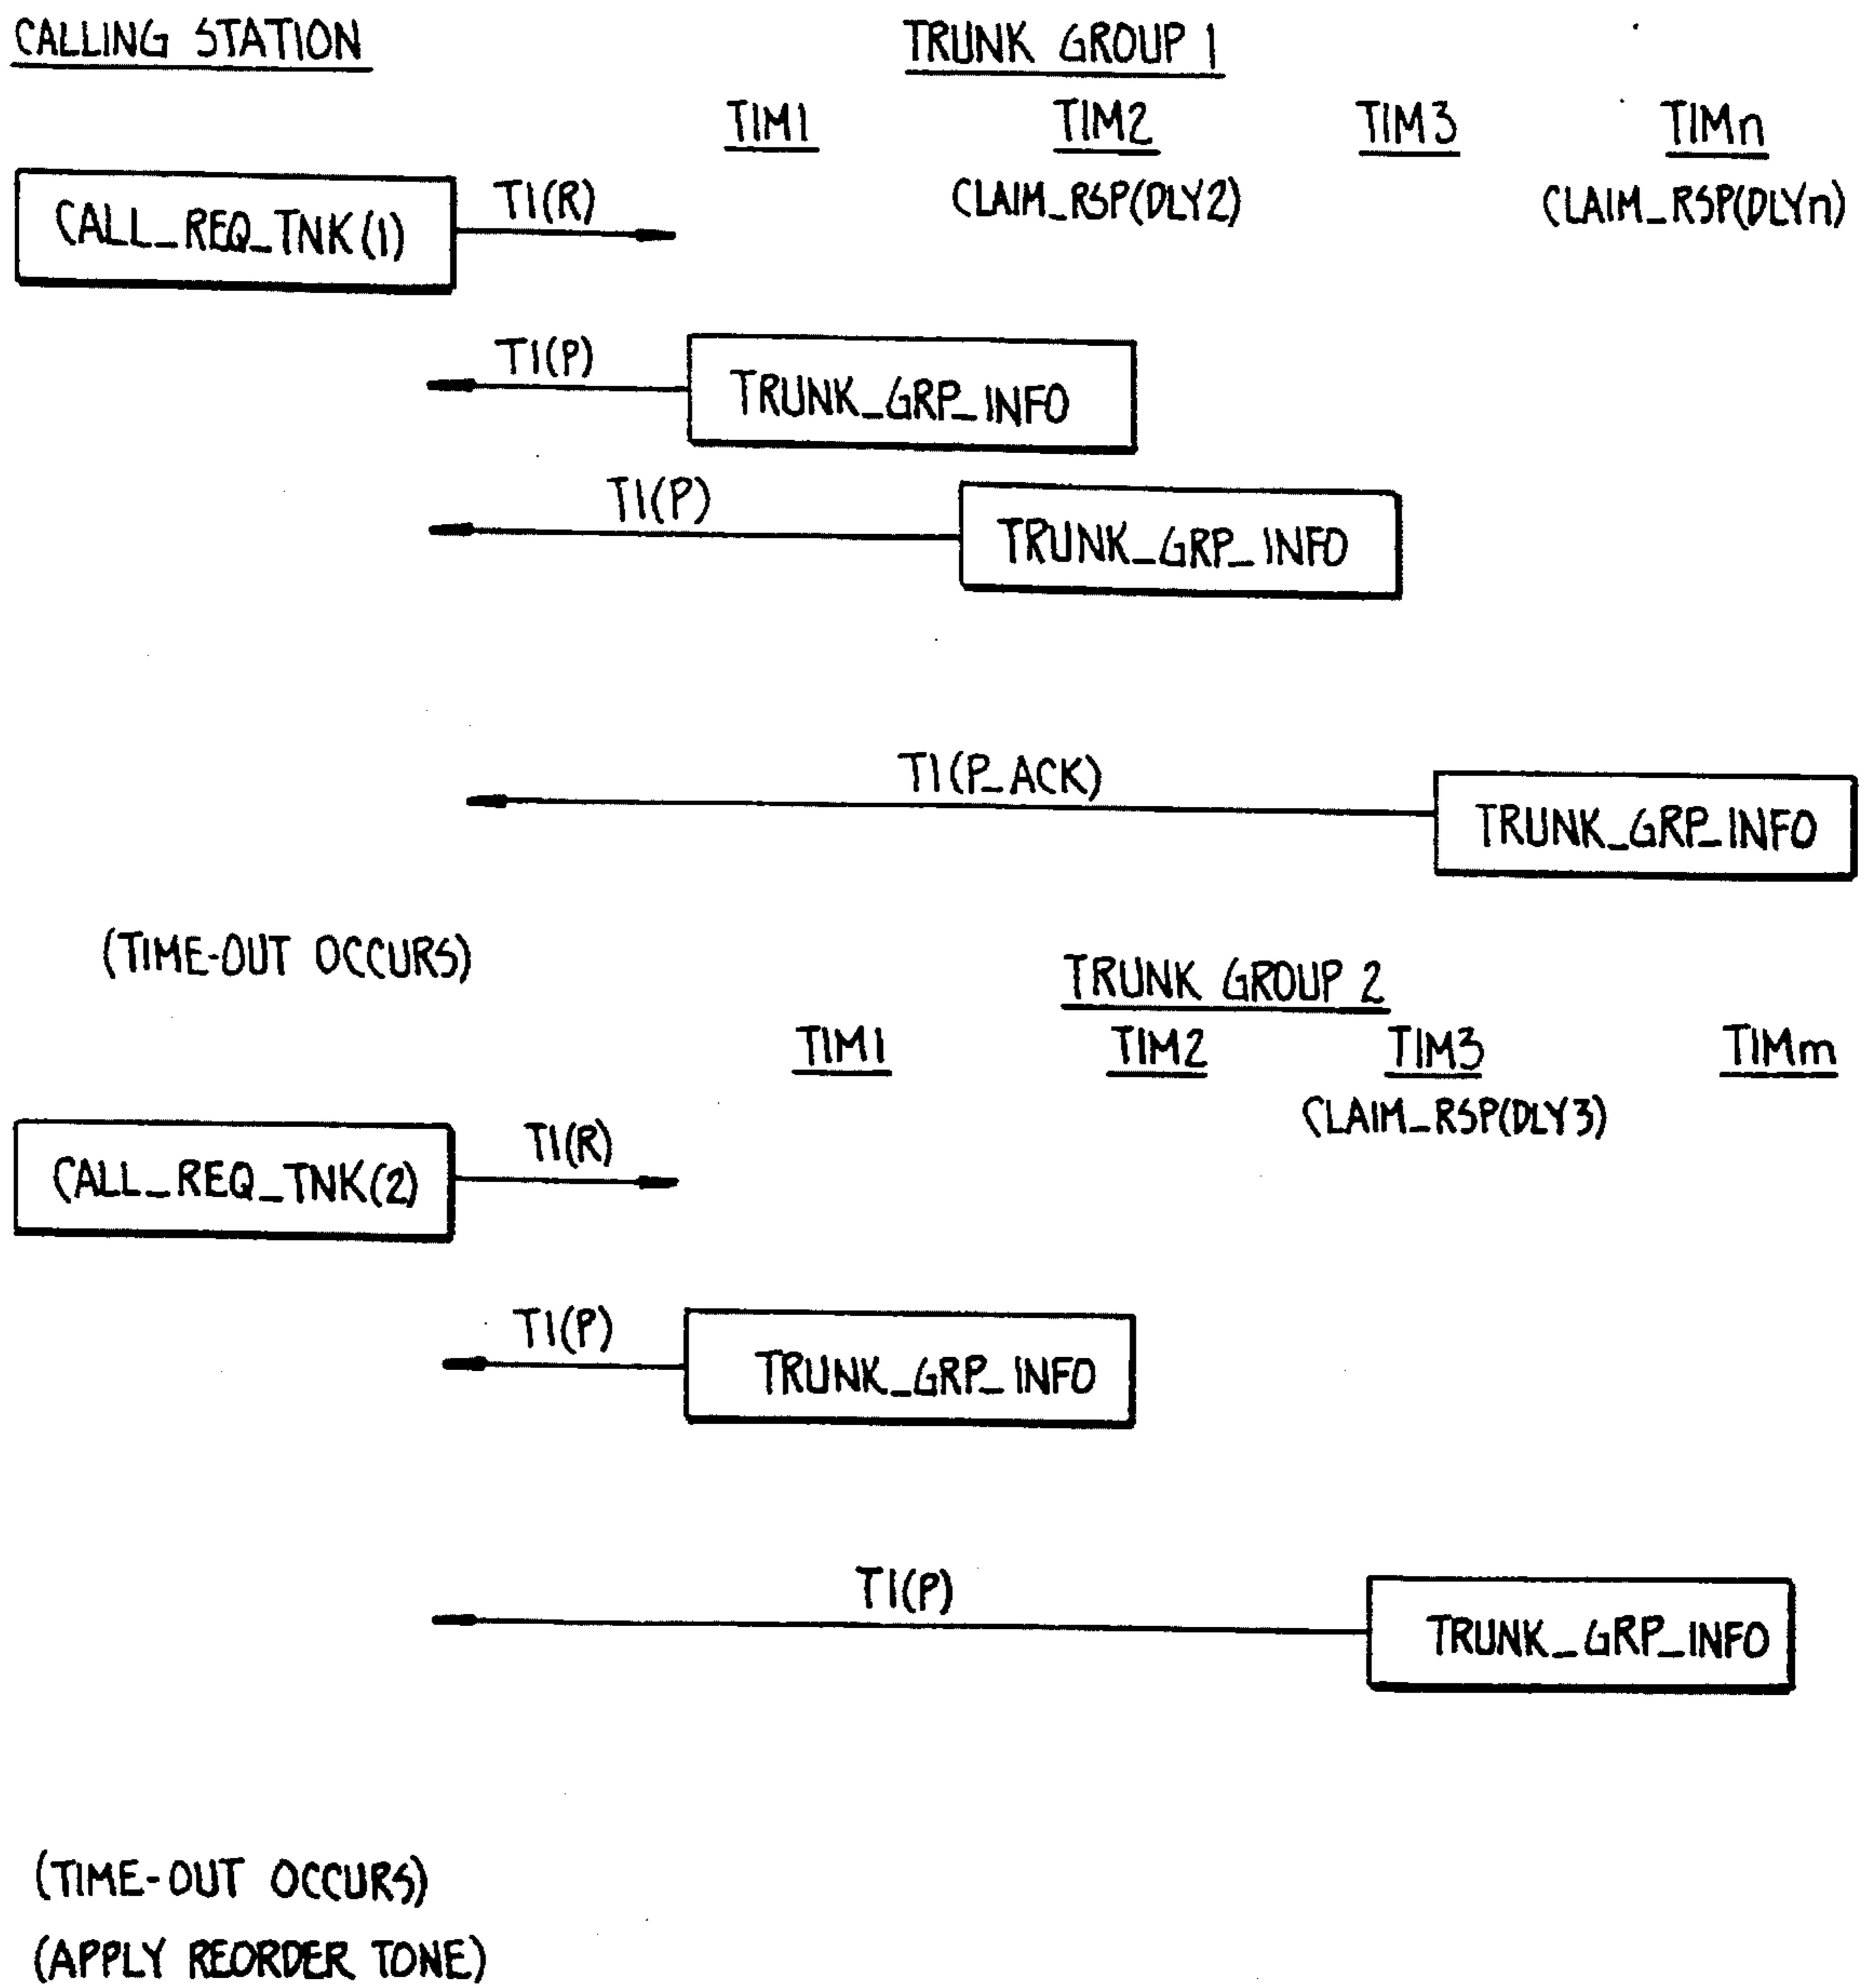 CALLING STATION
TRUNK GROUP 1
TIM1 TIM2 TIM3 TIMn
CLAIM_RSP(DLY2) CLAIM_RSP(DLYn)
CALL_REQ_TNK(1)
T1(R)
T1(P)
TRUNK_GRP_INFO
T1(P)
TRUNK_GRP_INFO
T1(P_ACK)
TRUNK_GRP_INFO
(TIME-OUT OCCURS)
TRUNK GROUP 2
TIM1 TIM2 TIM3 TIMm
CLAIM_RSP(DLY3)
CALL_REQ_TNK(2)
T1(R)
T1(P)
TRUNK_GRP_INFO
T1(P)
TRUNK_GRP_INFO
(TIME-OUT OCCURS)
(APPLY REORDER TONE)